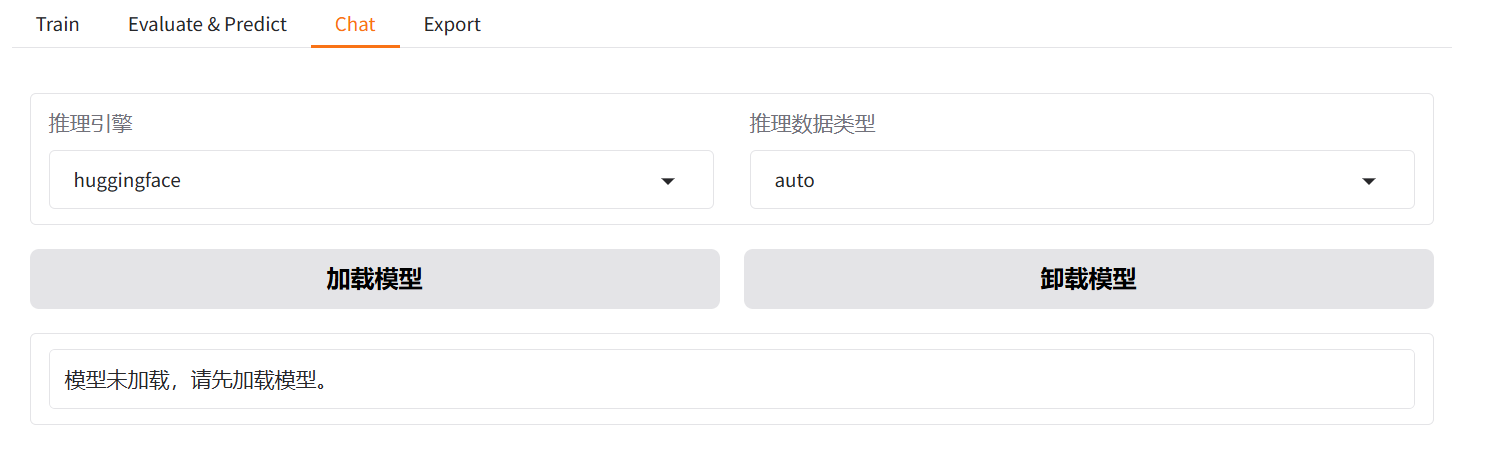 Train Evaluate & Predict Chat Export
推理引擎 推理数据类型
huggingface auto
加载模型 卸载模型
模型未加载，请先加载模型。